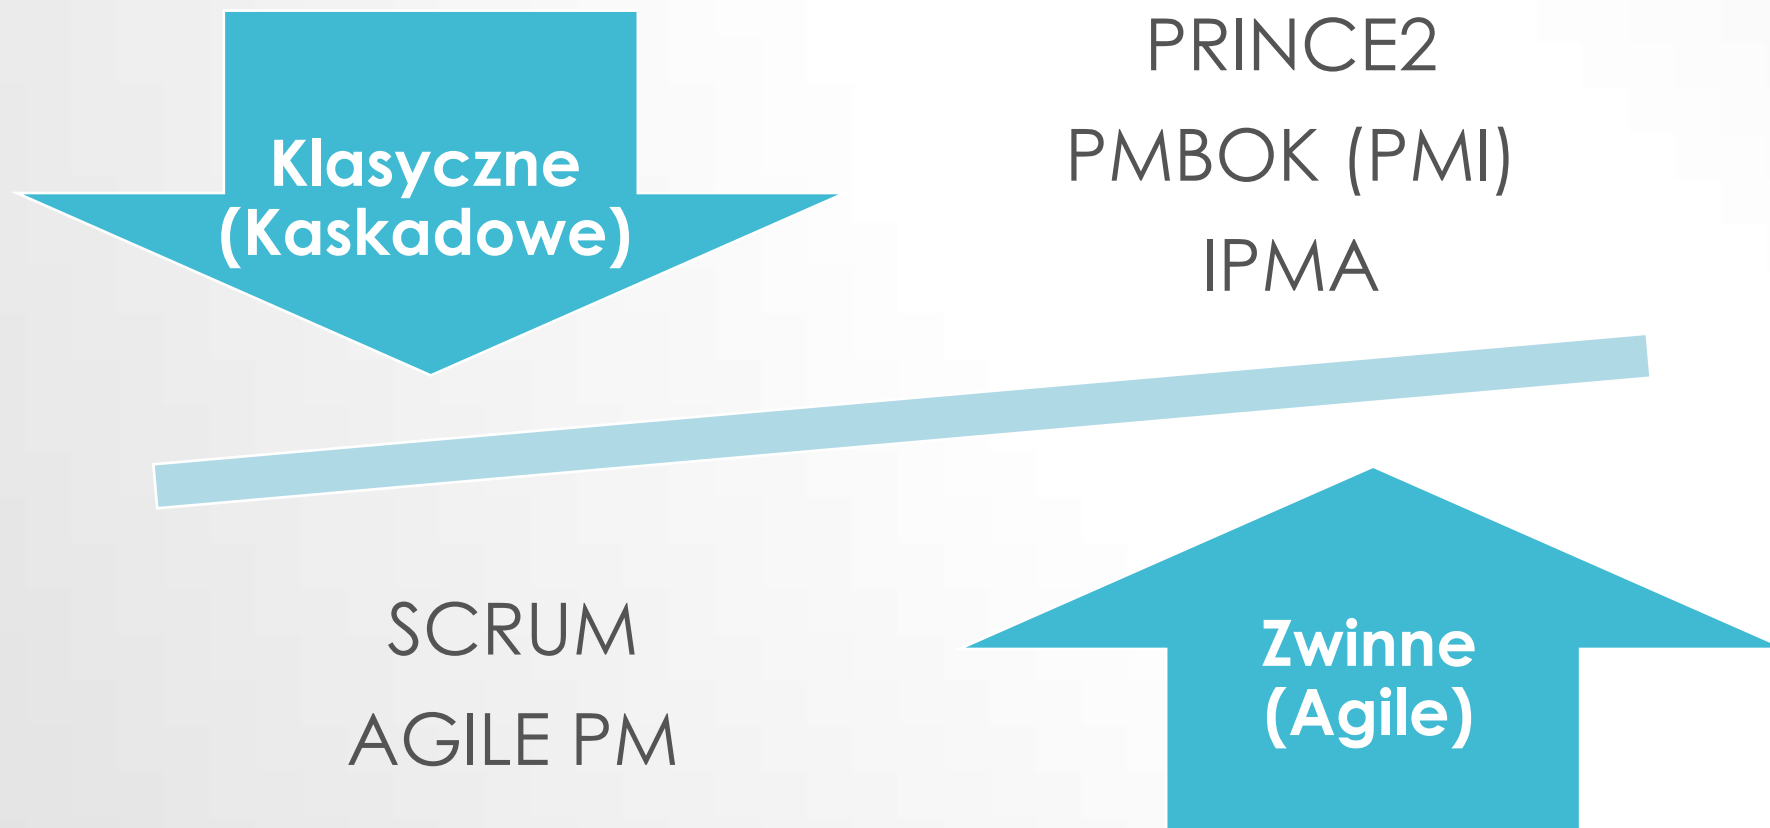 Klasyczne
(Kaskadowe)
PRINCE2
PMBOK (PMI)
IPMA
SCRUM
AGILE PM
Zwinne
(Agile)